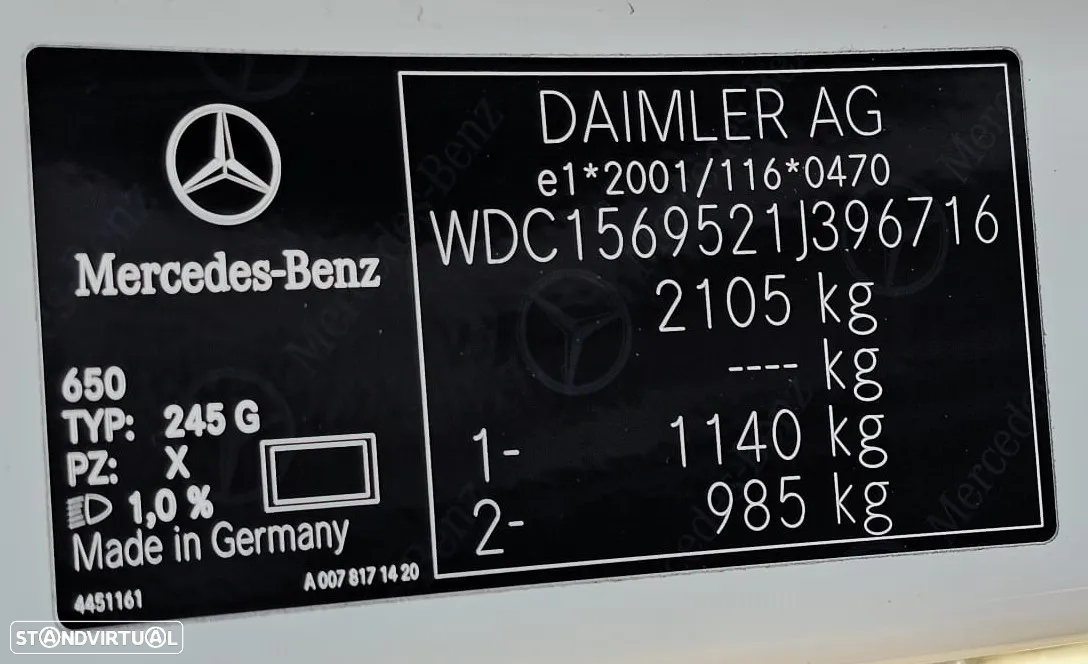 Mercedes-Benz
650
TYP: 245 G
PZ: X
1,0 %
Made in Germany
4451161
A 007 817 14 20
DAIMLER AG
e1*2001/116*0470
WDC1569521J396716
2105 kg
---- kg
1- 1140 kg
2- 985 kg
STANDVIRTUAL